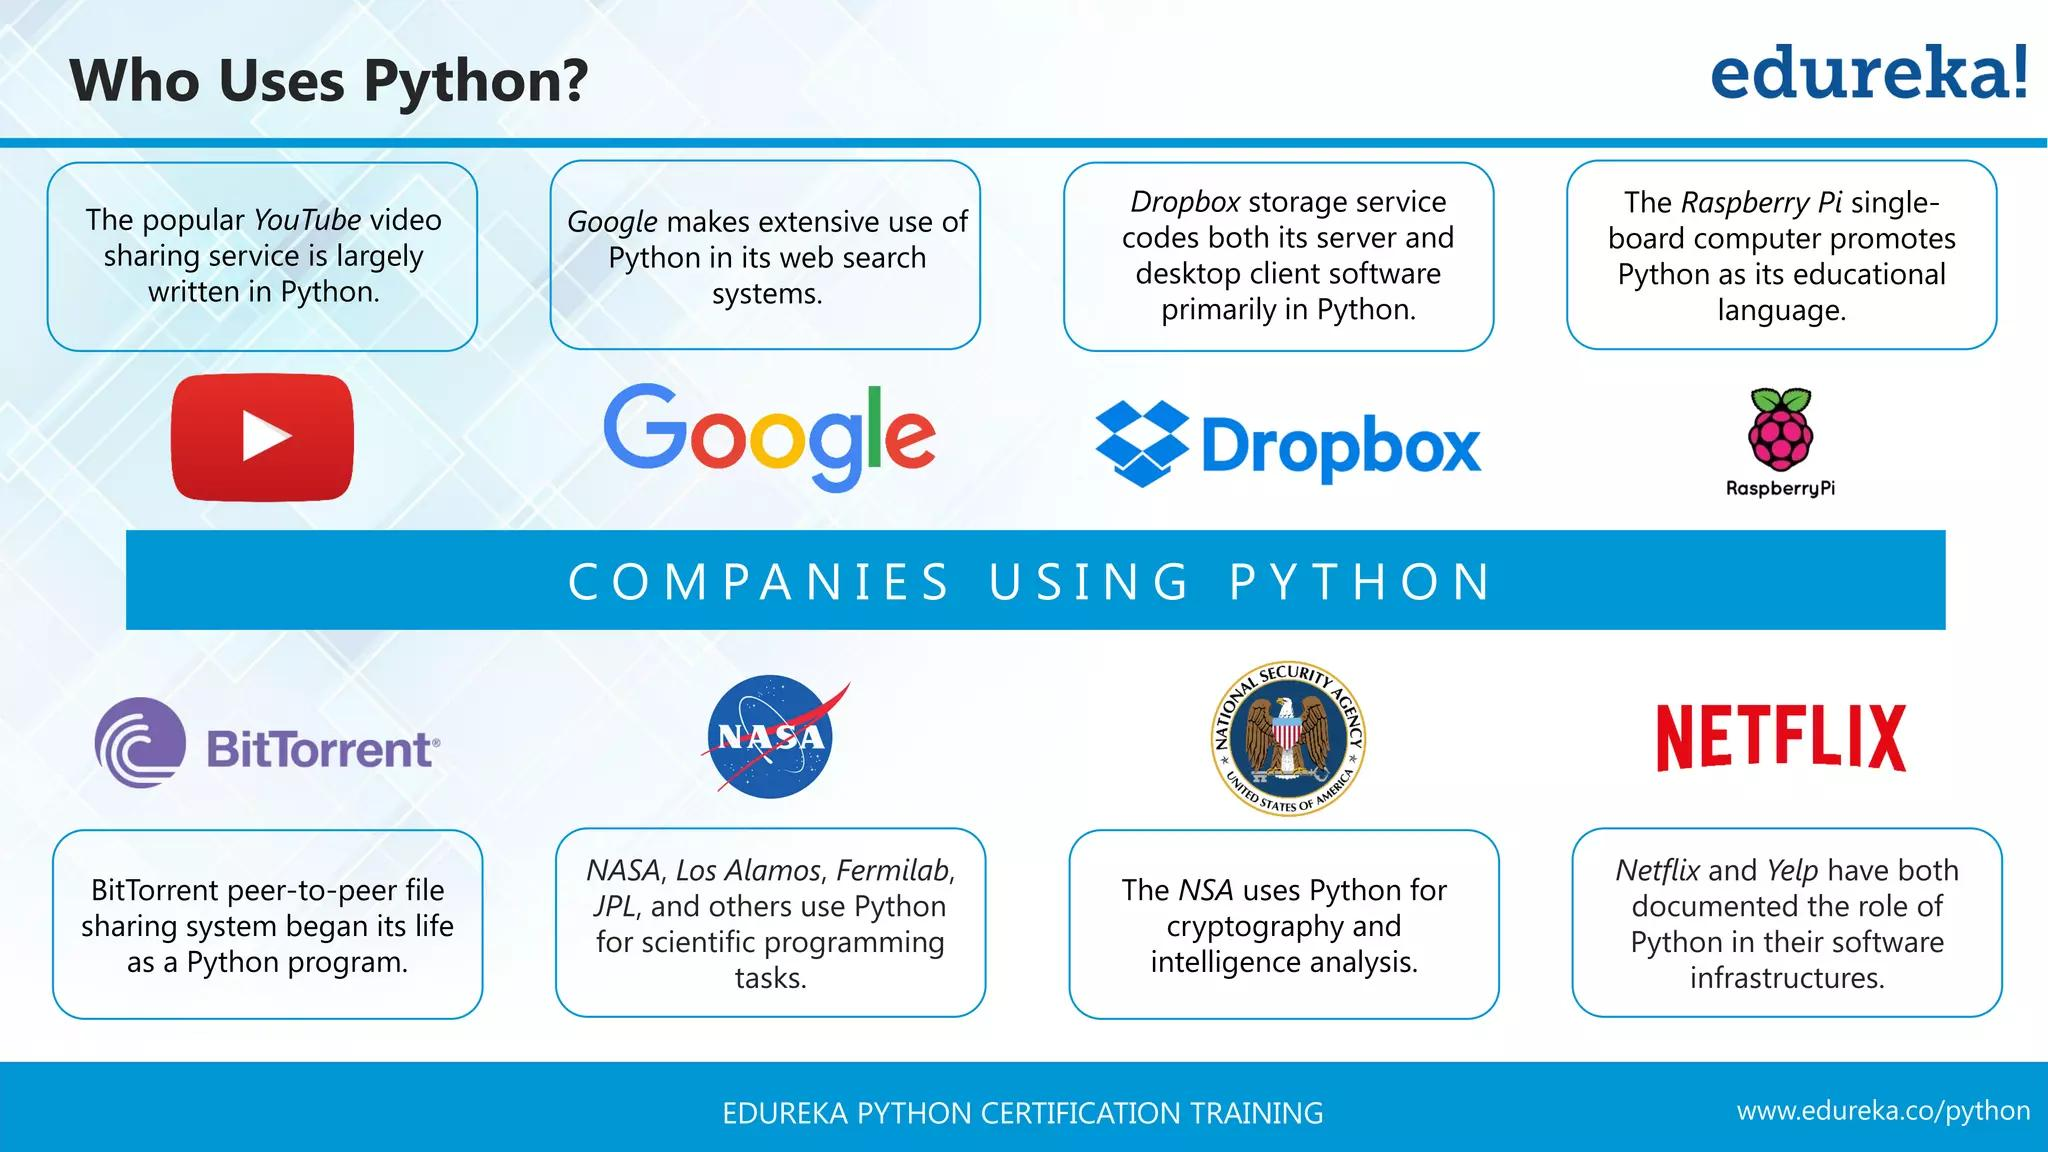 Who Uses Python?
edureka!
The popular YouTube video
sharing service is largely
written in Python.
Google makes extensive use of
Python in its web search
systems.
Dropbox storage service
codes both its server and
desktop client software
primarily in Python.
The Raspberry Pi single-
board computer promotes
Python as its educational
language.
Google
Dropbox
RaspberryPi
COMPANIES USING PYTHON
BitTorrent®
NASA
NATIONAL SECURITY AGENCY
UNITED STATES OF AMERICA
NETFLIX
BitTorrent peer-to-peer file
sharing system began its life
as a Python program.
NASA, Los Alamos, Fermilab,
JPL, and others use Python
for scientific programming
tasks.
The NSA uses Python for
cryptography and
intelligence analysis.
Netflix and Yelp have both
documented the role of
Python in their software
infrastructures.
EDUREKA PYTHON CERTIFICATION TRAINING
www.edureka.co/python